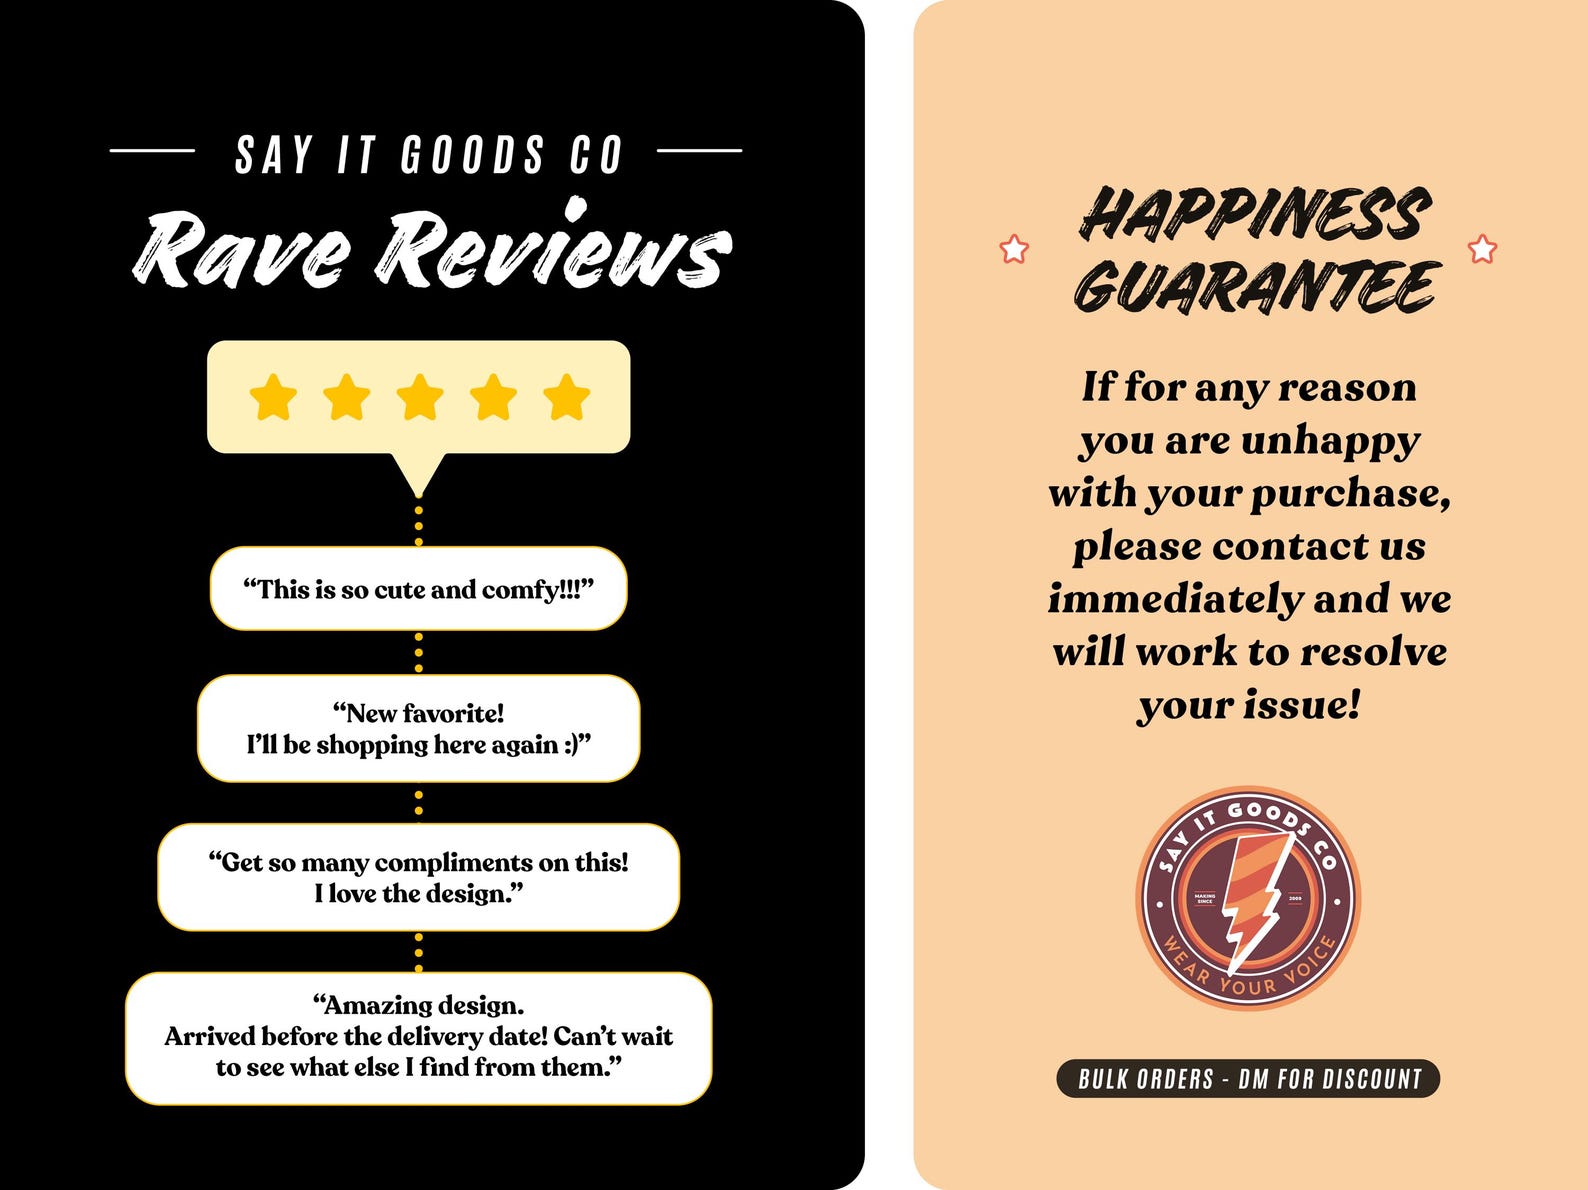 SAY IT GOODS CO
Rave Reviews
“This is so cute and comfy!!!”
“New favorite!
I’ll be shopping here again :)”
“Get so many compliments on this!
I love the design.”
“Amazing design.
Arrived before the delivery date! Can’t wait
to see what else I find from them.”
HAPPINESS
GUARANTEE
If for any reason
you are unhappy
with your purchase,
please contact us
immediately and we
will work to resolve
your issue!
SAY IT GOODS CO
MAKING
SINCE
2009
WEAR YOUR VOICE
BULK ORDERS - DM FOR DISCOUNT